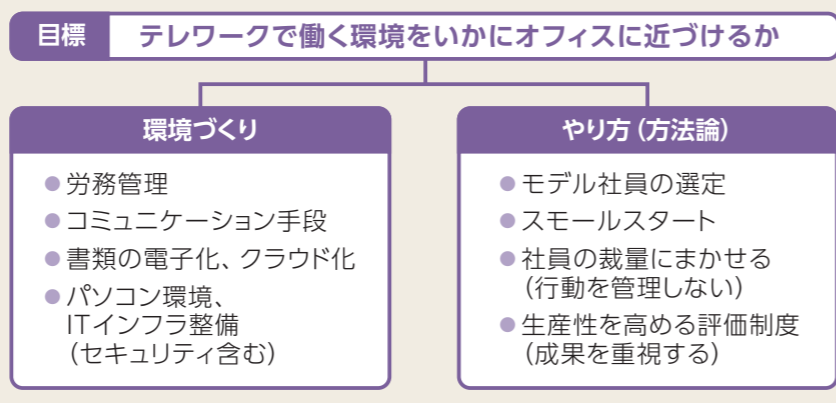 目標 テレワークで働く環境をいかにオフィスに近づけるか
環境づくり
●労務管理
●コミュニケーション手段
●書類の電子化、クラウド化
●パソコン環境、
ITインフラ整備
（セキュリティ含む）
やり方（方法論）
●モデル社員の選定
●スモールスタート
●社員の裁量にまかせる
（行動を管理しない）
●生産性を高める評価制度
（成果を重視する）